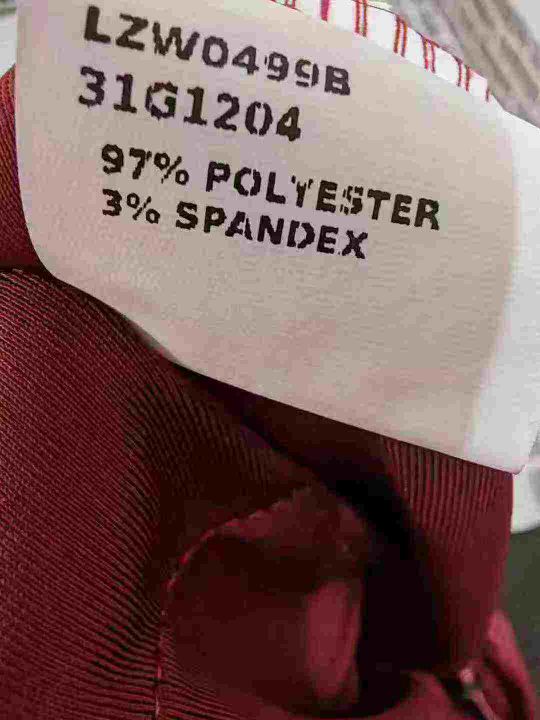 LZW0499B
31G1204
97% POLYESTER
3% SPANDEX